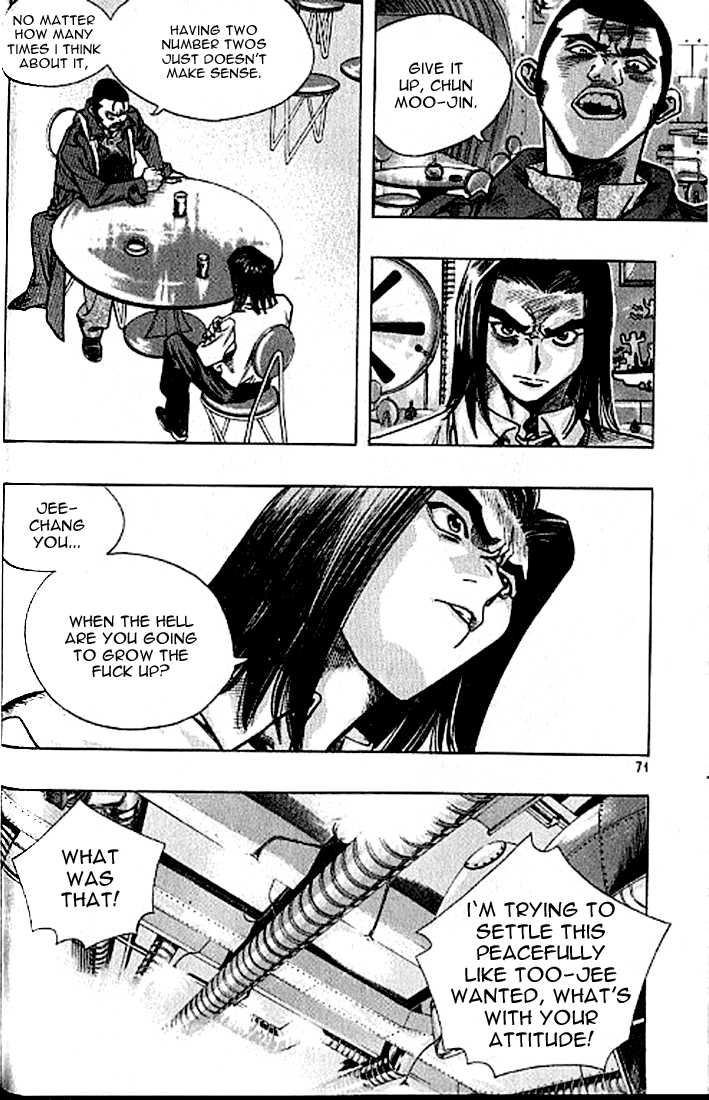 NO MATTER
HOW MANY
TIMES I THINK
ABOUT IT,
HAVING TWO
NUMBER TWOS
JUST DOESN'T
MAKE SENSE.
GIVE IT
UP, CHUN
MOO-JIN.
JEE-
CHANG
YOU...
WHEN THE HELL
ARE YOU GOING
TO GROW THE
FUCK UP?
71
WHAT
WAS
THAT!
I'M TRYING TO
SETTLE THIS
PEACEFULLY
LIKE TOO-JEE
WANTED, WHAT'S
WITH YOUR
ATTITUDE!